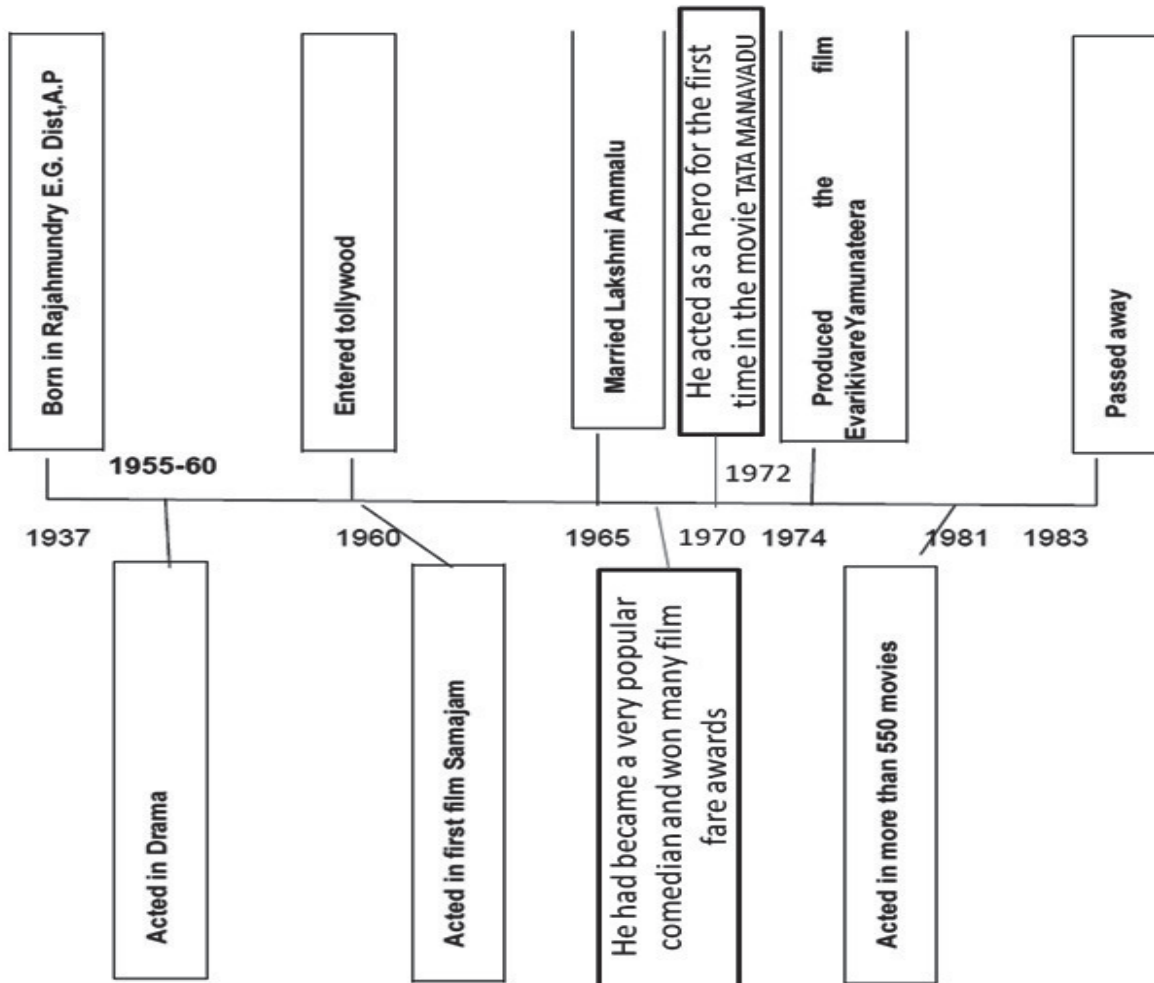 Born in Rajahmundry E.G. Dist,A.P
Entered tollywood
Married Lakshmi Ammalu
He acted as a hero for the first
time in the movie TATA MANAVADU
Produced the film
EvarikivareYamunateera
Passed away
1955-60
1972
1937
1960
1965
1970
1974
1981
1983
Acted in Drama
Acted in first film Samajam
He had became a very popular
comedian and won many film
fare awards
Acted in more than 550 movies